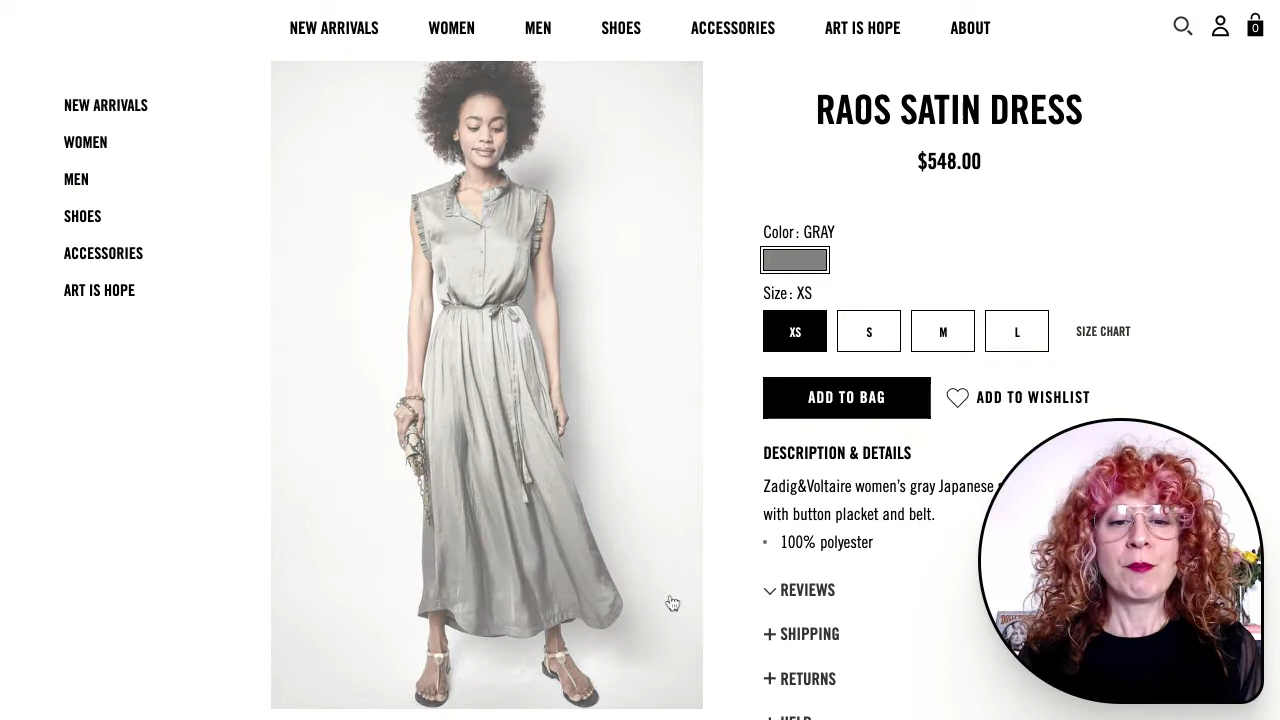 NEW ARRIVALS WOMEN MEN SHOES ACCESSORIES ART IS HOPE ABOUT
0
NEW ARRIVALS
WOMEN
MEN
SHOES
ACCESSORIES
ART IS HOPE
RAOS SATIN DRESS
$548.00
Color: GRAY
Size: XS
XS S M L SIZE CHART
ADD TO BAG ADD TO WISHLIST
DESCRIPTION & DETAILS
Zadig&Voltaire women's gray Japanese
with button placket and belt.
• 100% polyester
REVIEWS
SHIPPING
RETURNS
HELP